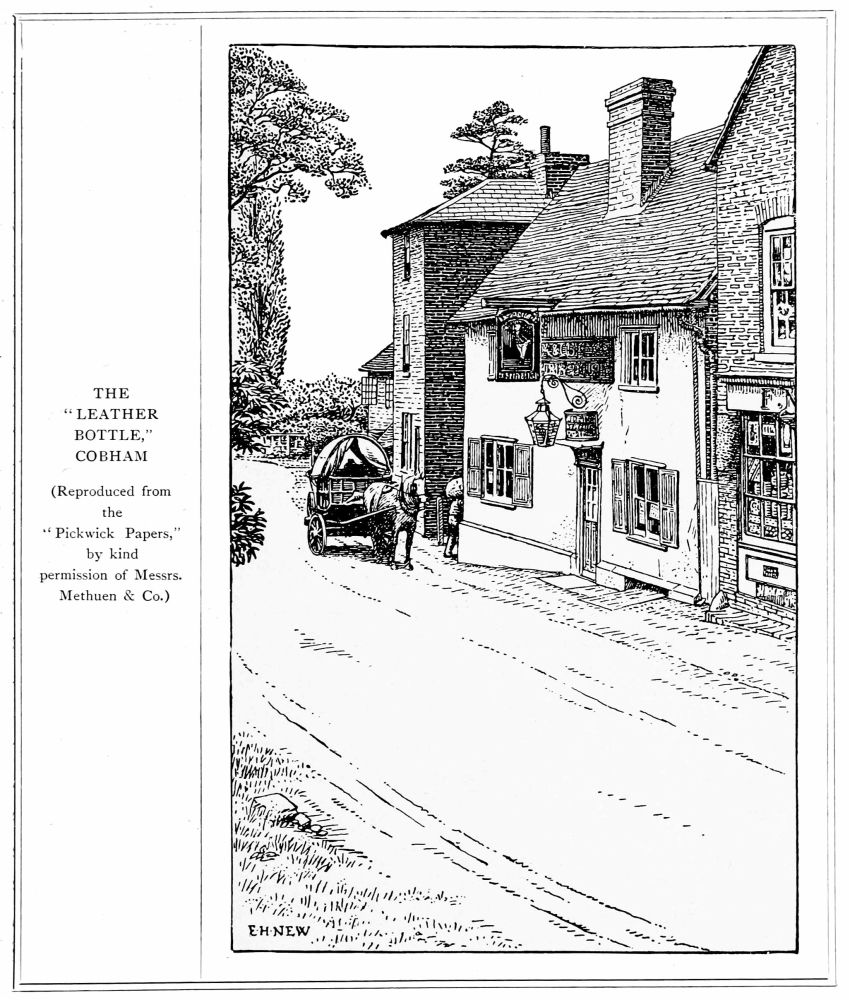 THE
“LEATHER
BOTTLE,”
COBHAM
(Reproduced from
the
“Pickwick Papers,”
by kind
permission of Messrs.
Methuen & Co.)
E·H·NEW